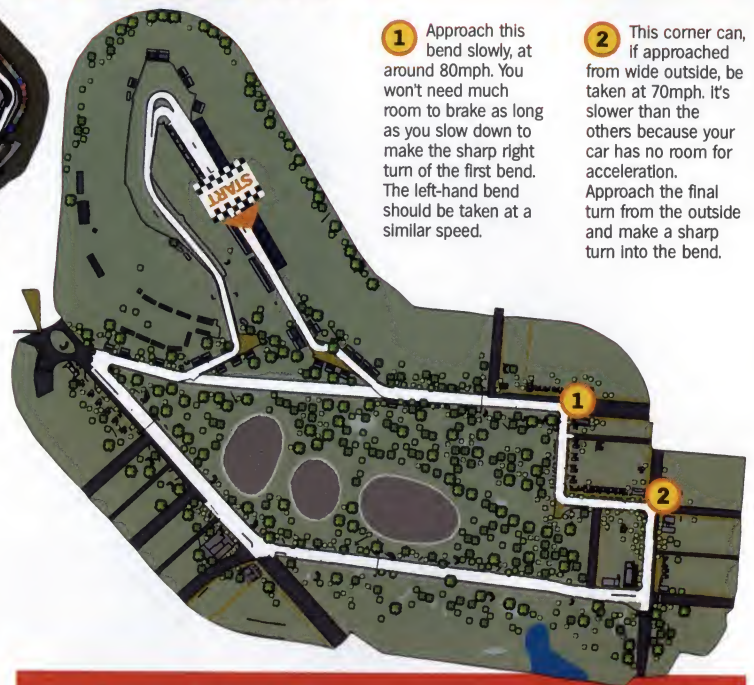 1 Approach this
bend slowly, at
around 80mph. You
won't need much
room to brake as long
as you slow down to
make the sharp right
turn of the first bend.
The left-hand bend
should be taken at a
similar speed.
2 This corner can,
if approached
from wide outside, be
taken at 70mph. It's
slower than the
others because your
car has no room for
acceleration.
Approach the final
turn from the outside
and make a sharp
turn into the bend.
START
1
2